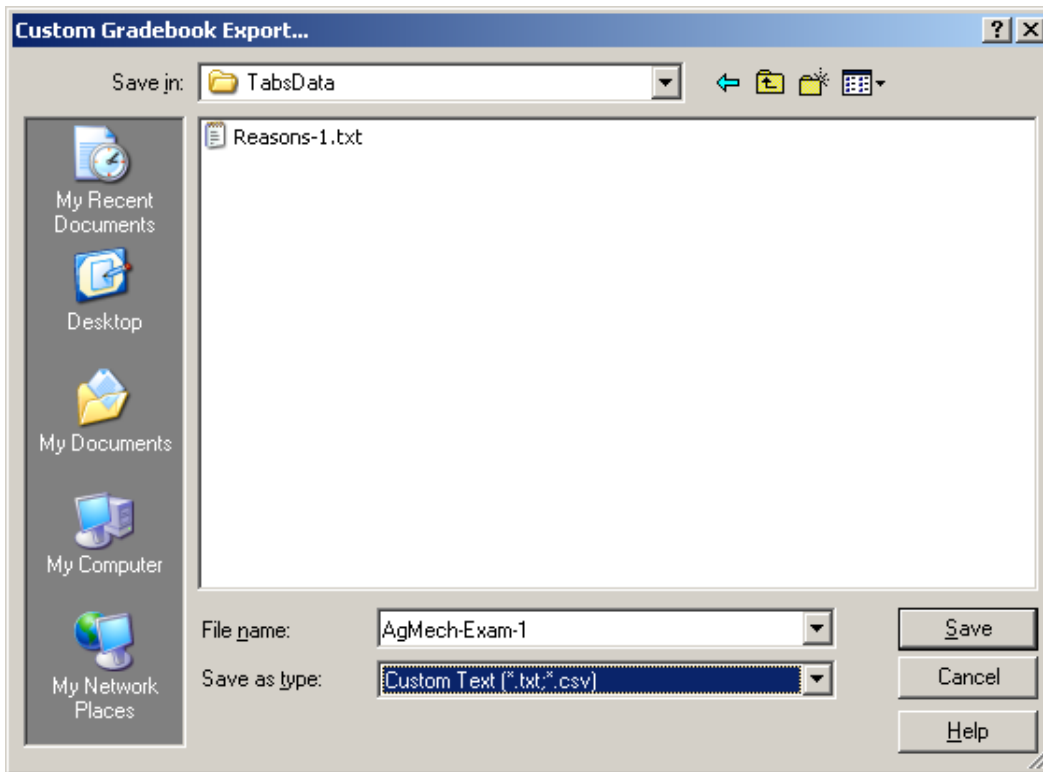 Custom Gradebook Export...
Save in:
TabsData
Reasons-1.txt
My Recent
Documents
Desktop
My Documents
My Computer
My Network
Places
File name:
AgMech-Exam-1
Save
Save as type:
Custom Text (*.txt;*.csv)
Cancel
Help